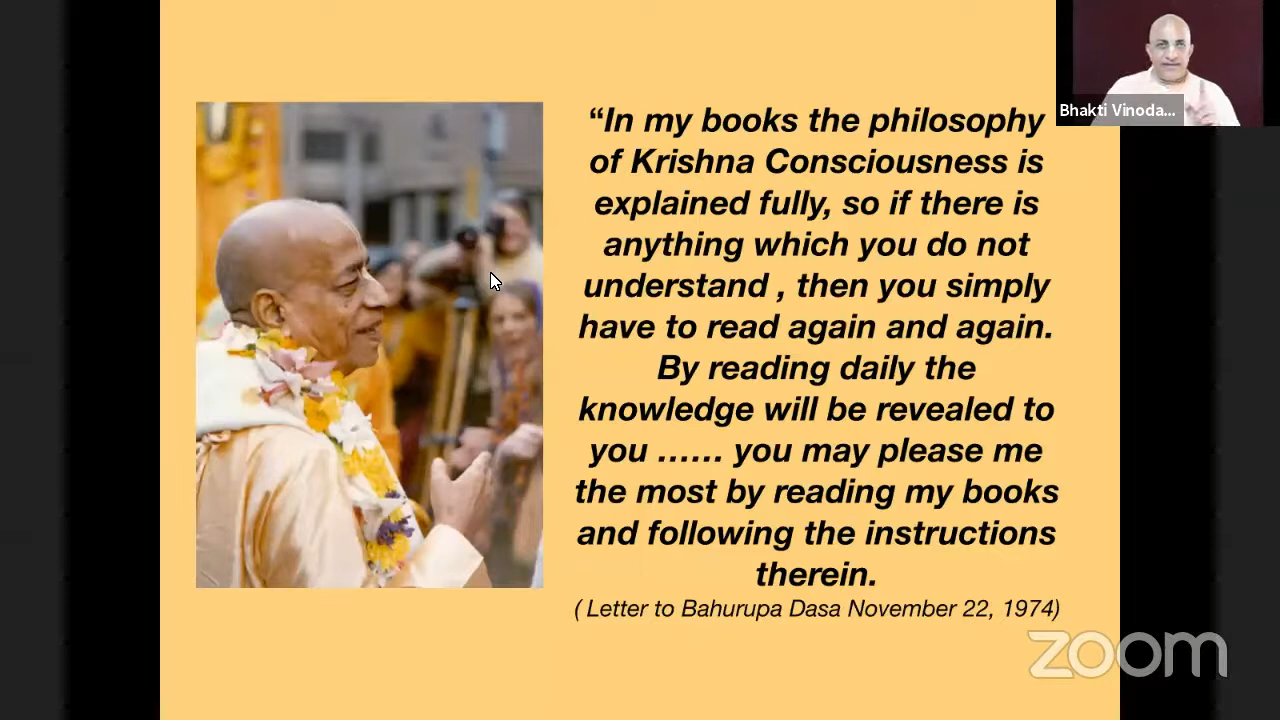 “In my books the philosophy
of Krishna Consciousness is
explained fully, so if there is
anything which you do not
understand , then you simply
have to read again and again.
By reading daily the
knowledge will be revealed to
you …… you may please me
the most by reading my books
and following the instructions
therein.
( Letter to Bahurupa Dasa November 22, 1974)
Bhakti Vinoda...
zoom